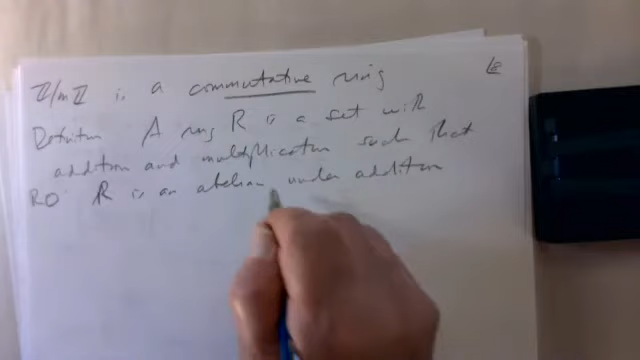 ℤ/mℤ is a commutative ring
Definition A ring R is a set with
addition and multiplication such that
R0' R is an abelian under addition